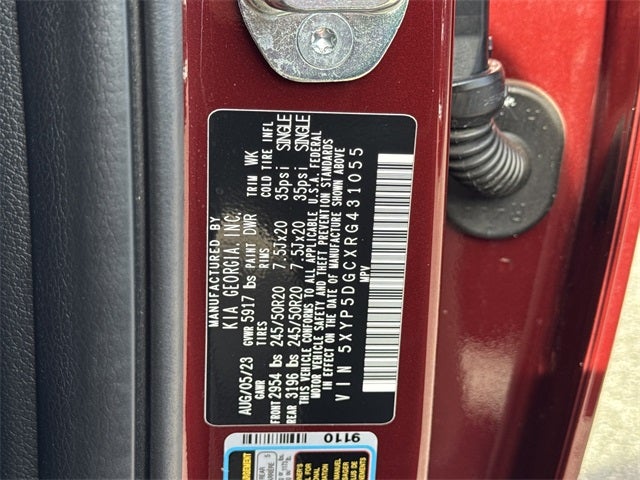 MANUFACTURED BY
KIA GEORGIA, INC.
AUG/05/23 GVWR 5917 lbs PAINT DWR TRIM WK
GAWR TIRES RIMS COLD TIRE INFL
FRONT 2954 lbs 245/50R20 7.5Jx20 35psi SINGLE
REAR 3196 lbs 245/50R20 7.5Jx20 35psi SINGLE
THIS VEHICLE CONFORMS TO ALL APPLICABLE U.S.A. FEDERAL
MOTOR VEHICLE SAFETY AND THEFT PREVENTION STANDARDS
IN EFFECT ON THE DATE OF MANUFACTURE SHOWN ABOVE
VIN 5XYP5DGCXRG431055
MPV
9110